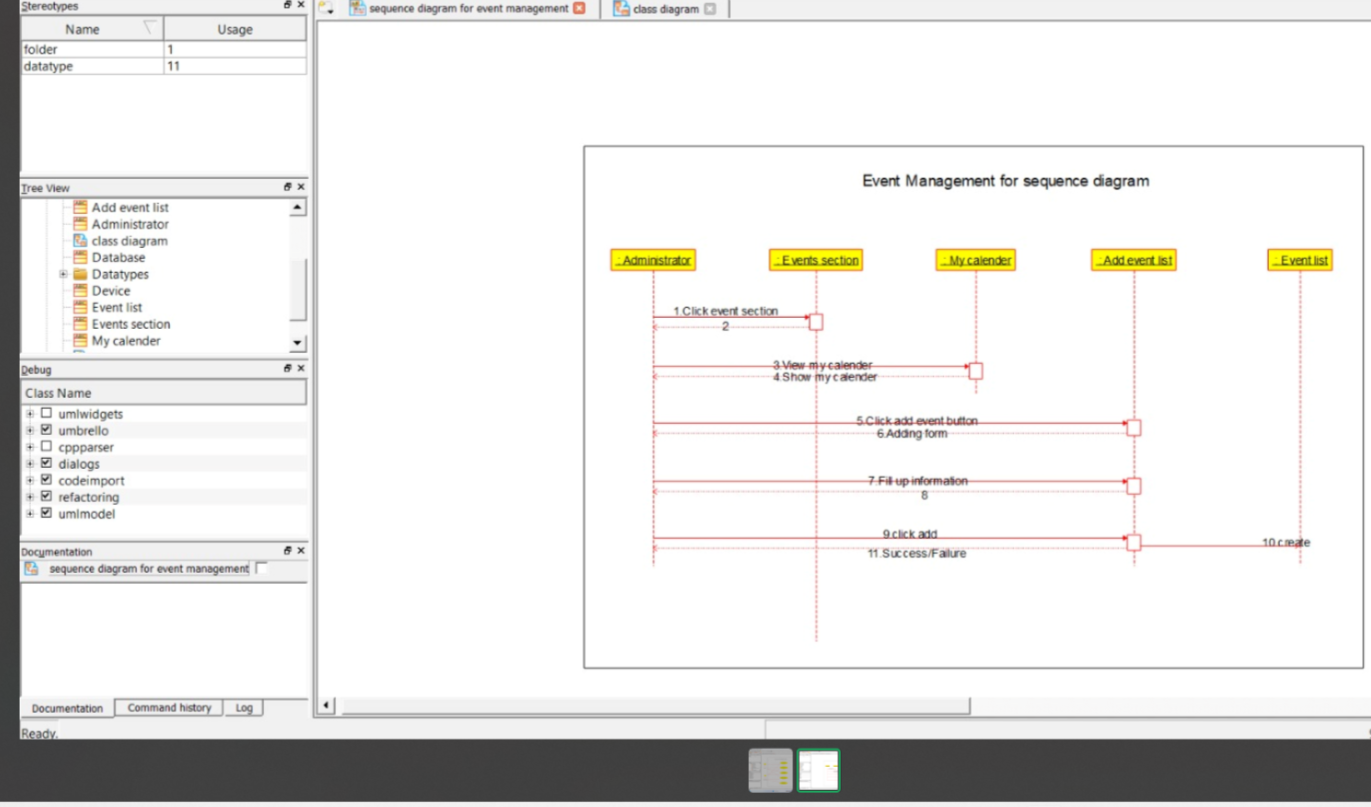 Stereotypes
Name Usage
folder 1
datatype 11
Tree View
Add event list
Administrator
class diagram
Database
Datatypes
Device
Event list
Events section
My calender
Debug
Class Name
umlwidgets
umbrello
cppparser
dialogs
codeimport
refactoring
umlmodel
Documentation
sequence diagram for event management
Documentation Command history Log
Ready.
sequence diagram for event management class diagram
Event Management for sequence diagram
: Administrator : Events section : My calender : Add event list : Event list
1.Click event section
2
3.View my calender
4.Show my calender
5.Click add event button
6.Adding form
7.Fill up information
8
9.click add
10.create
11.Success/Failure